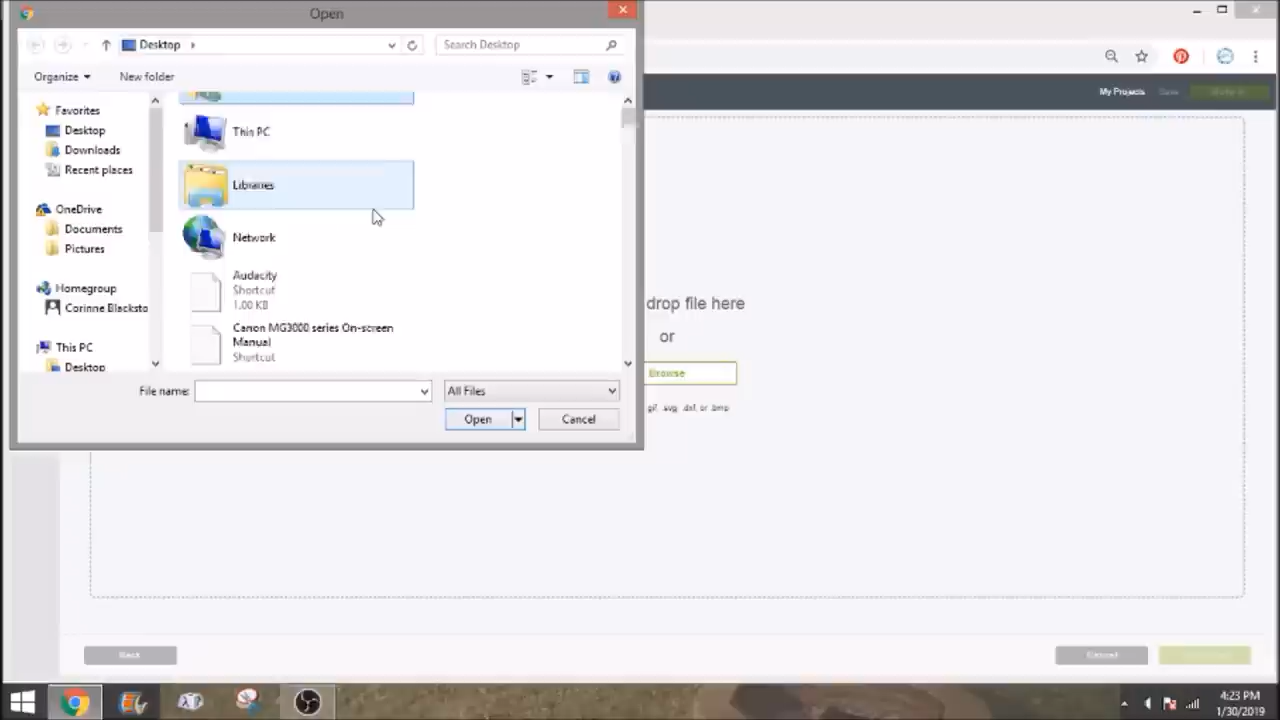 Open
Desktop
Search Desktop
Organize
New folder
My Projects
Save
Favorites
Desktop
Downloads
Recent places
OneDrive
Documents
Pictures
Homegroup
Corinne Blacksto
This PC
Desktop
This PC
Libraries
Network
Audacity
Shortcut
1.00 KB
Canon MG3000 series On-screen
Manual
Shortcut
File name:
All Files
Open
Cancel
drop file here
or
Browse
gif, .svg, .dxf, or .bmp
Back
Cancel
4:23 PM
1/30/2019